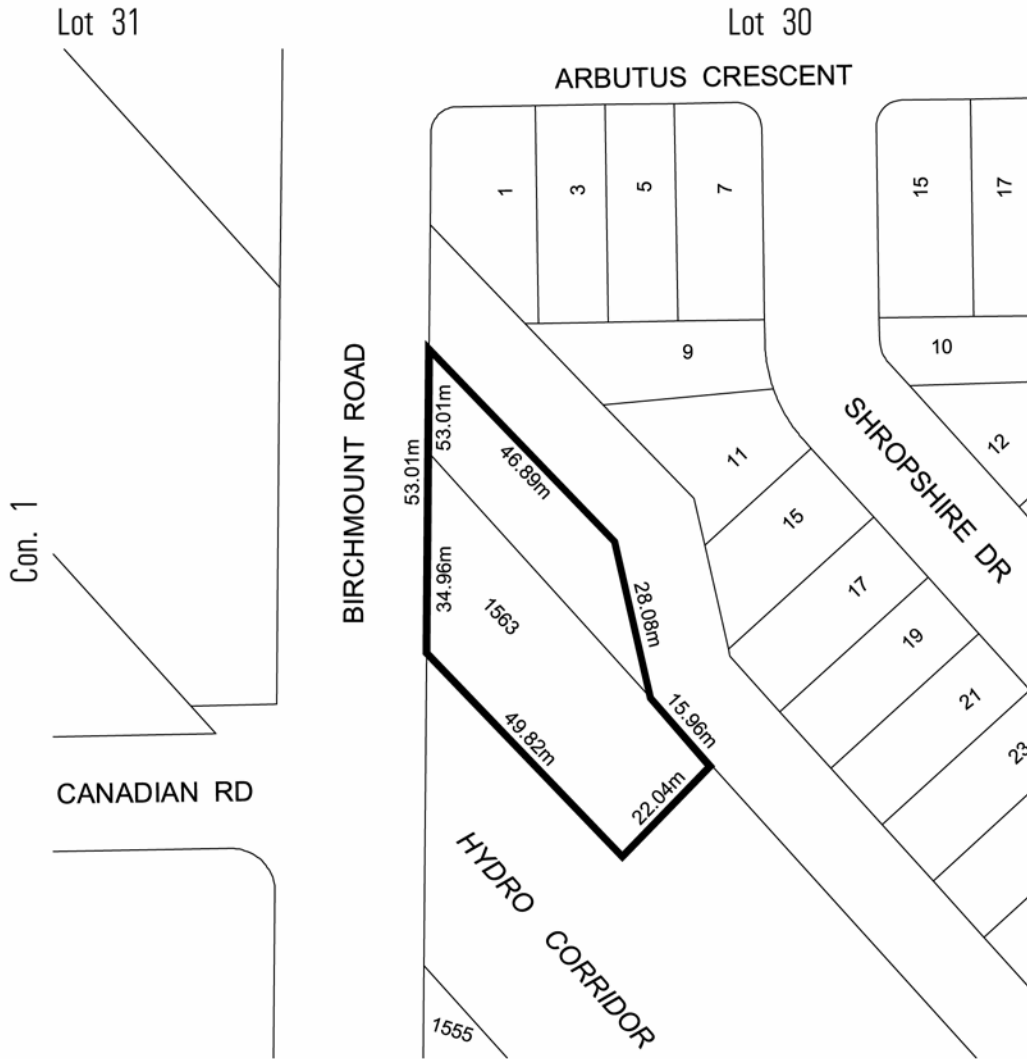 Lot 31
Lot 30
ARBUTUS CRESCENT
1
3
5
7
15
17
9
10
BIRCHMOUNT ROAD
53.01m
53.01m
46.89m
11
SHROPSHIRE DR
12
Con. 1
15
34.96m
1563
28.08m
17
19
21
23
15.96m
49.82m
22.04m
CANADIAN RD
HYDRO CORRIDOR
1555